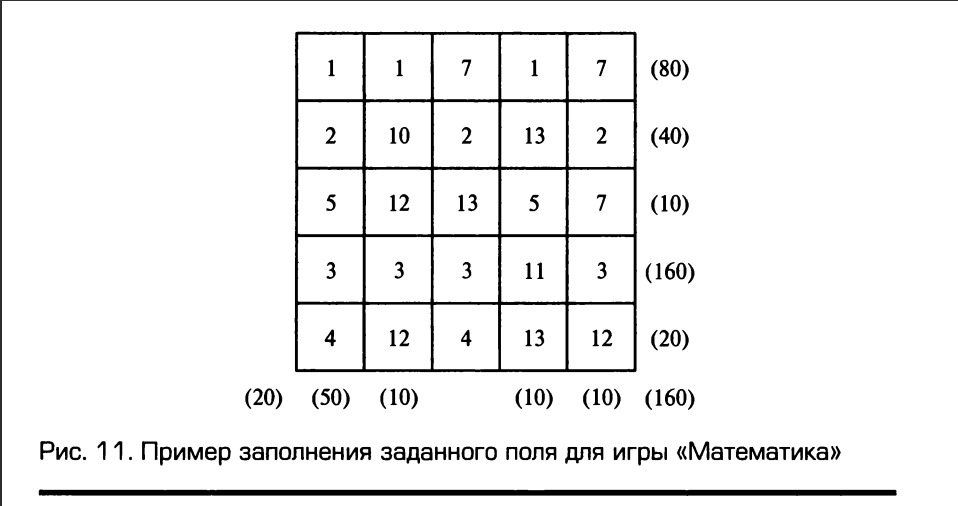 1 1 7 1 7 (80)
2 10 2 13 2 (40)
5 12 13 5 7 (10)
3 3 3 11 3 (160)
4 12 4 13 12 (20)
(20) (50) (10) (10) (10) (160)
Рис. 11. Пример заполнения заданного поля для игры «Математика»